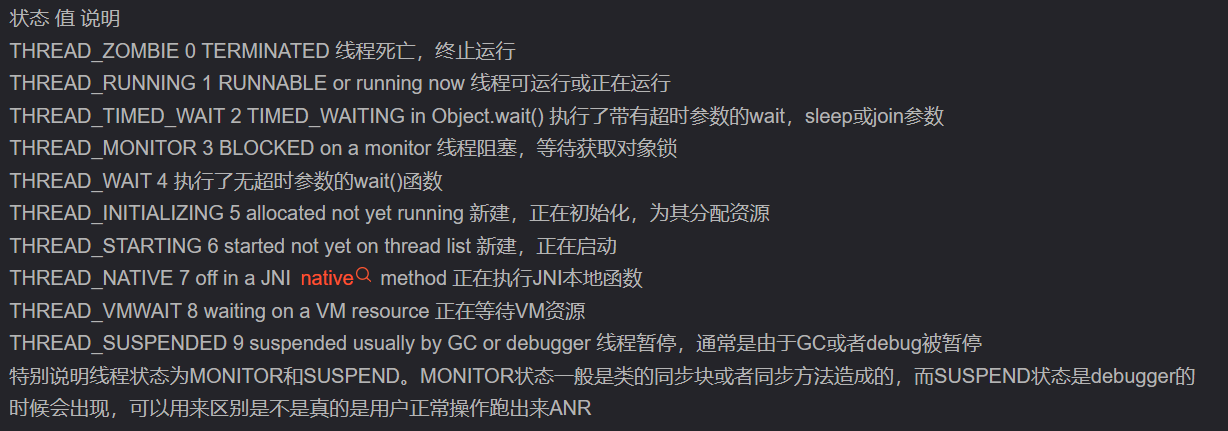 状态 值 说明
THREAD_ZOMBIE 0 TERMINATED 线程死亡，终止运行
THREAD_RUNNING 1 RUNNABLE or running now 线程可运行或正在运行
THREAD_TIMED_WAIT 2 TIMED_WAITING in Object.wait() 执行了带有超时参数的wait，sleep或join参数
THREAD_MONITOR 3 BLOCKED on a monitor 线程阻塞，等待获取对象锁
THREAD_WAIT 4 执行了无超时参数的wait()函数
THREAD_INITIALIZING 5 allocated not yet running 新建，正在初始化，为其分配资源
THREAD_STARTING 6 started not yet on thread list 新建，正在启动
THREAD_NATIVE 7 off in a JNI native method 正在执行JNI本地函数
THREAD_VMWAIT 8 waiting on a VM resource 正在等待VM资源
THREAD_SUSPENDED 9 suspended usually by GC or debugger 线程暂停，通常是由于GC或者debug被暂停
特别说明线程状态为MONITOR和SUSPEND。MONITOR状态一般是类的同步块或者同步方法造成的，而SUSPEND状态是debugger的
时候会出现，可以用来区别是不是真的是用户正常操作跑出来ANR